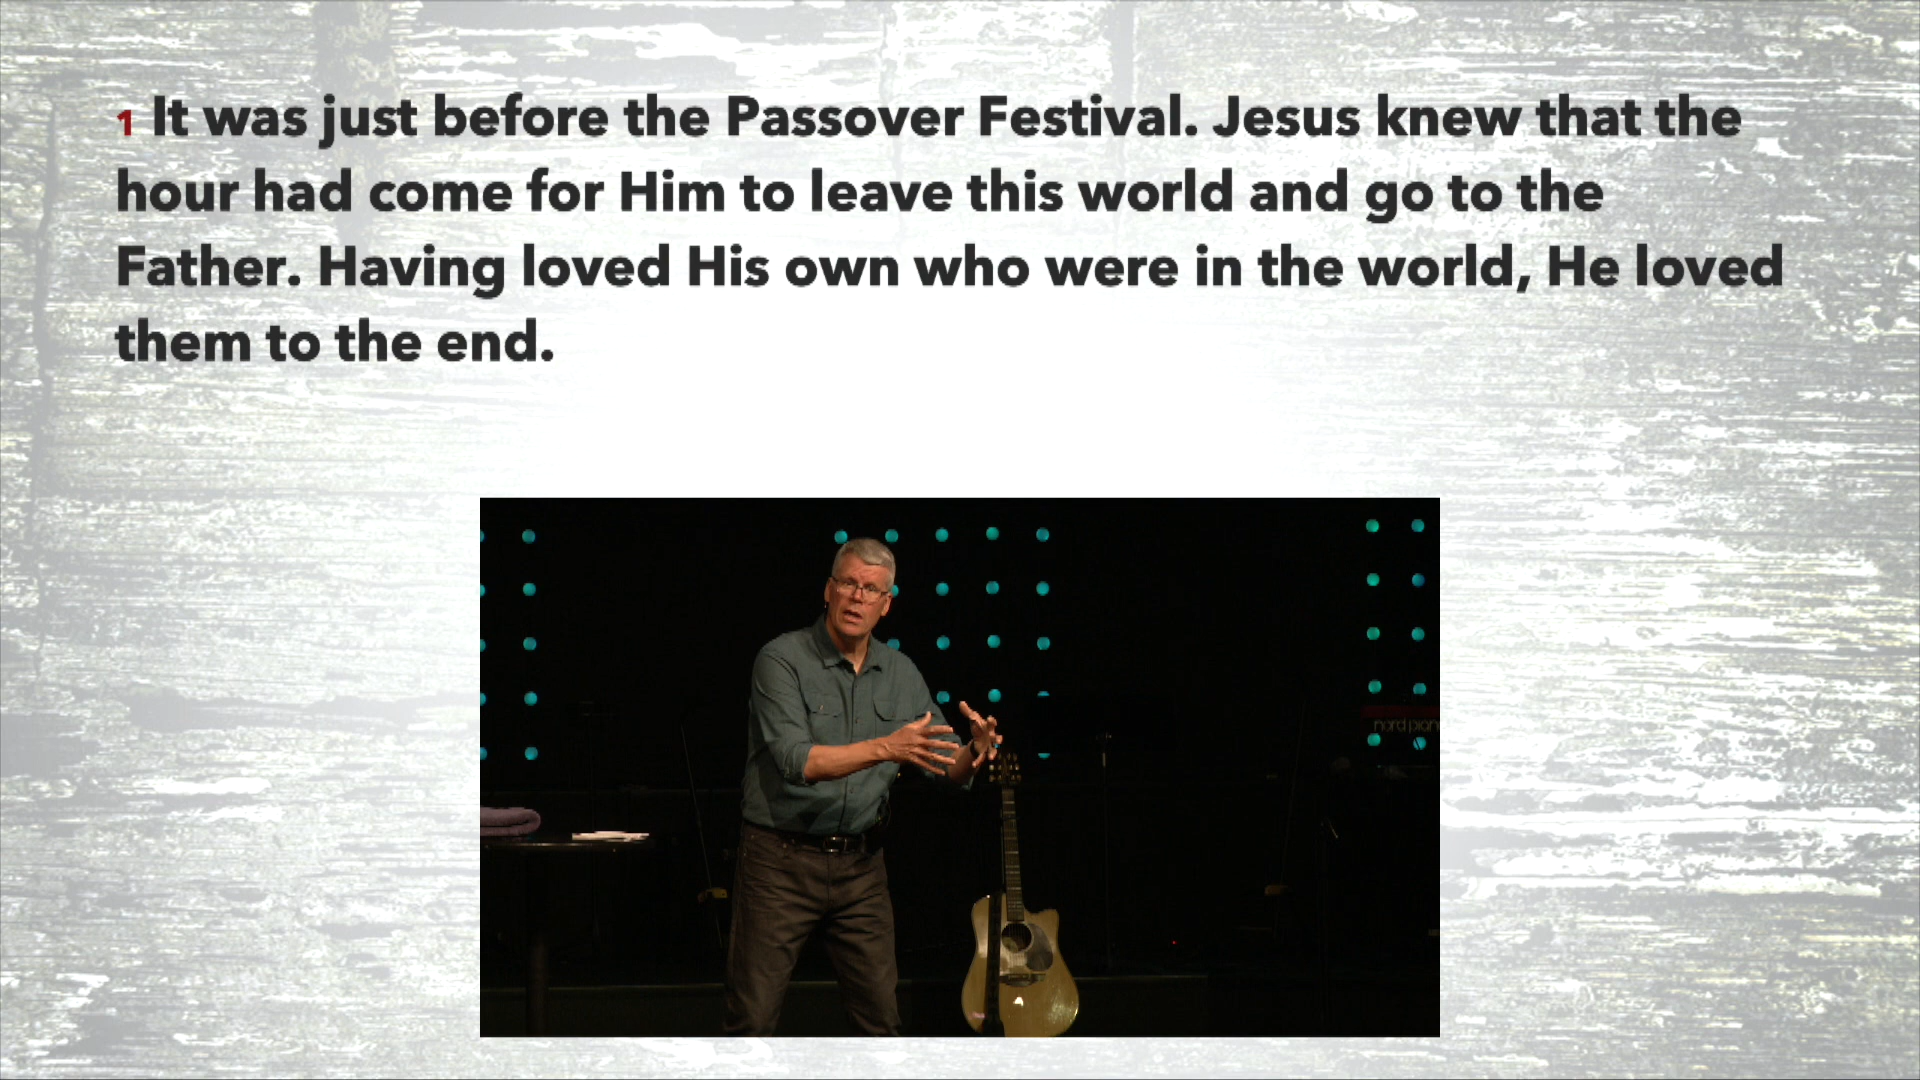 1 It was just before the Passover Festival. Jesus knew that the
hour had come for Him to leave this world and go to the
Father. Having loved His own who were in the world, He loved
them to the end.
nord pian